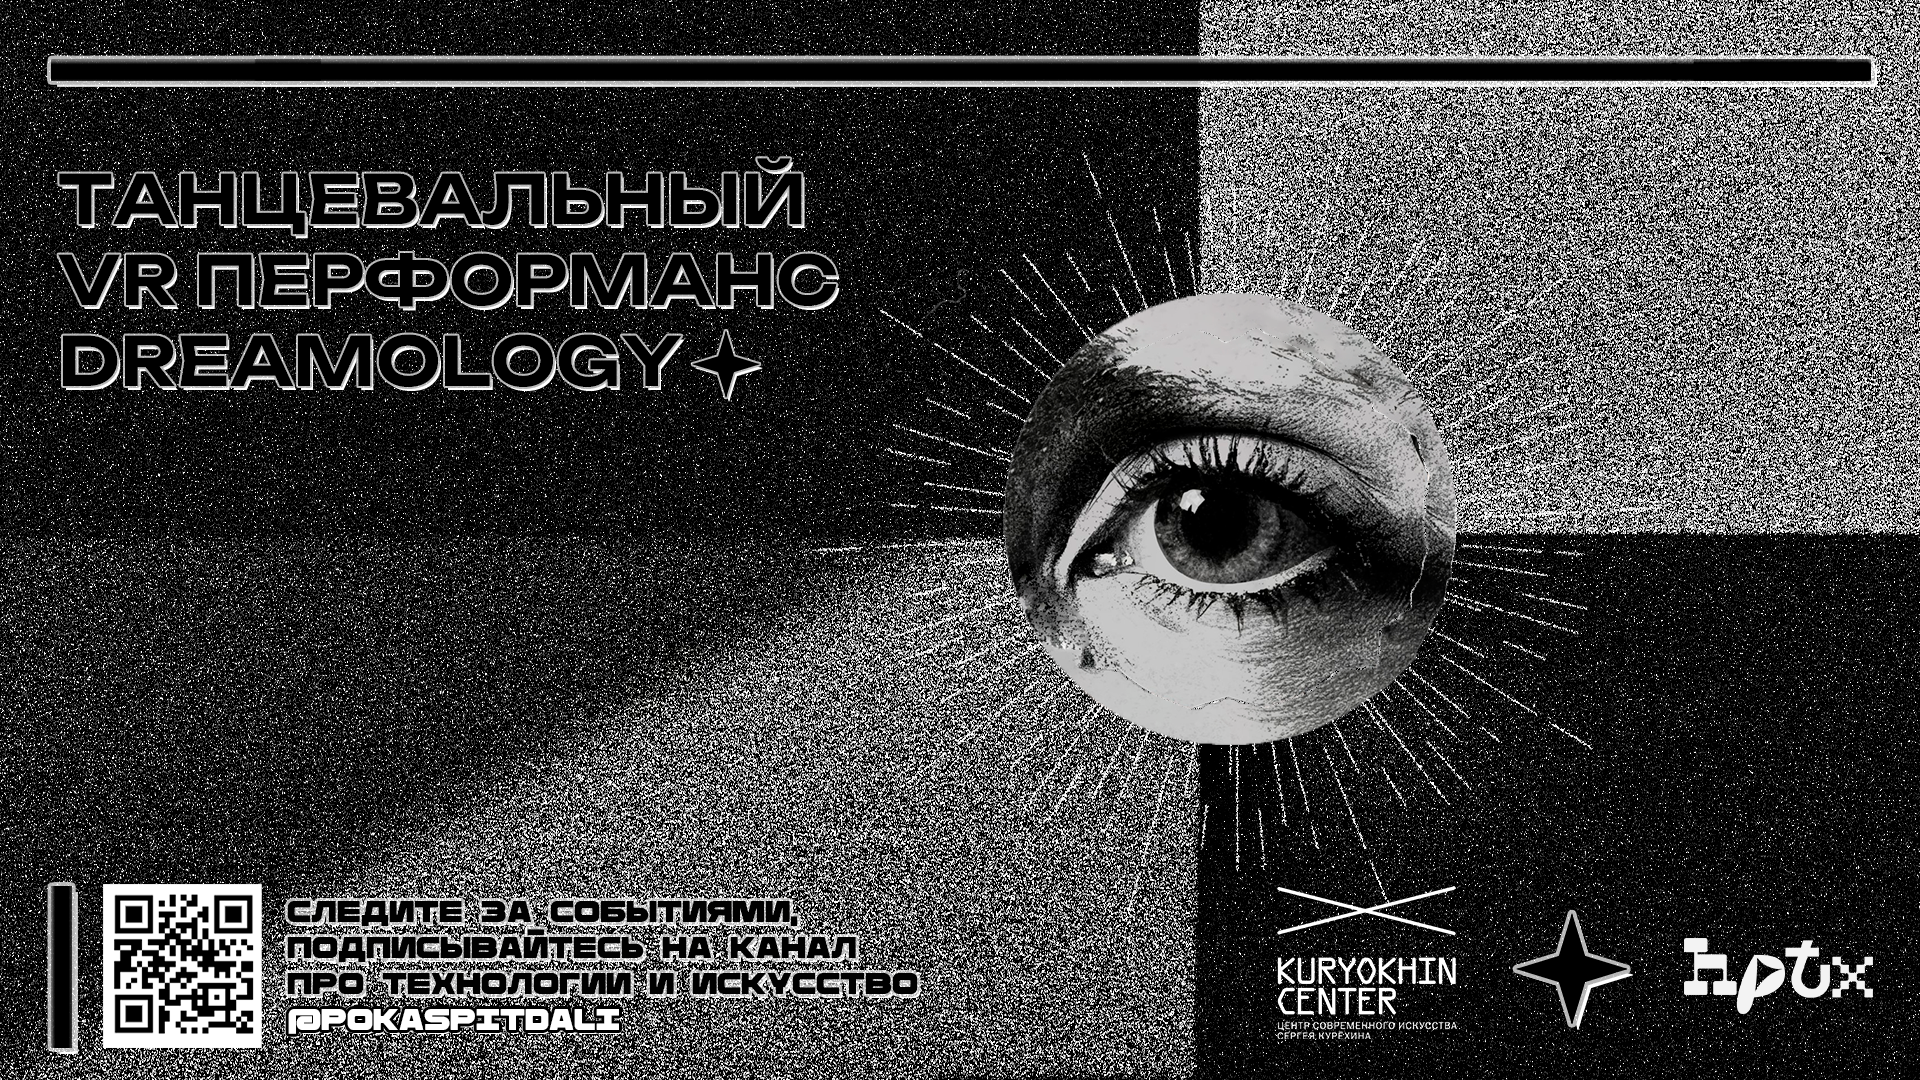 ТАНЦЕВАЛЬНЫЙ
VR ПЕРФОРМАНС
DREAMOLOGY
СЛЕДИТЕ ЗА СОБЫТИЯМИ,
ПОДПИСЫВАЙТЕСЬ НА КАНАЛ
ПРО ТЕХНОЛОГИИ И ИСКУССТВО
@POKASPITDALI
KURYOKHIN
CENTER
ЦЕНТР СОВРЕМЕННОГО ИСКУССТВА
СЕРГЕЯ КУРЁХИНА
hptx